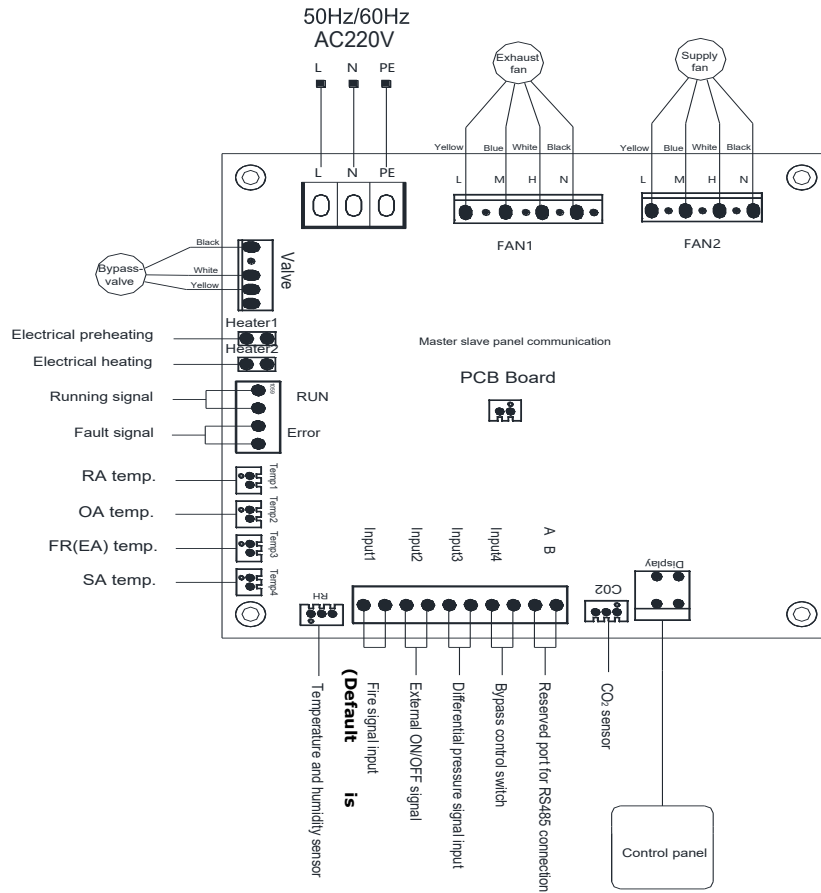 50Hz/60Hz
AC220V
L N PE
Exhaust
fan
Supply
fan
Yellow Blue White Black
Yellow Blue White Black
L N PE
L M H N
L M H N
FAN1
FAN2
Black
White
Yellow
Bypass-
valve
Valve
Heater1
Electrical preheating
Heater2
Electrical heating
Master slave panel communication
PCB Board
Running signal
RUN
Fault signal
Error
RA temp.
Temp1
OA temp.
Temp2
FR(EA) temp.
Temp3
SA temp.
Temp4
RH
Input1
Input2
Input3
Input4
A
B
C02
Display
Temperature and humidity sensor
(Default is
Fire signal input
External ON/OFF signal
Differential pressure signal input
Bypass control switch
Reserved port for RS485 connection
CO₂ sensor
Control panel